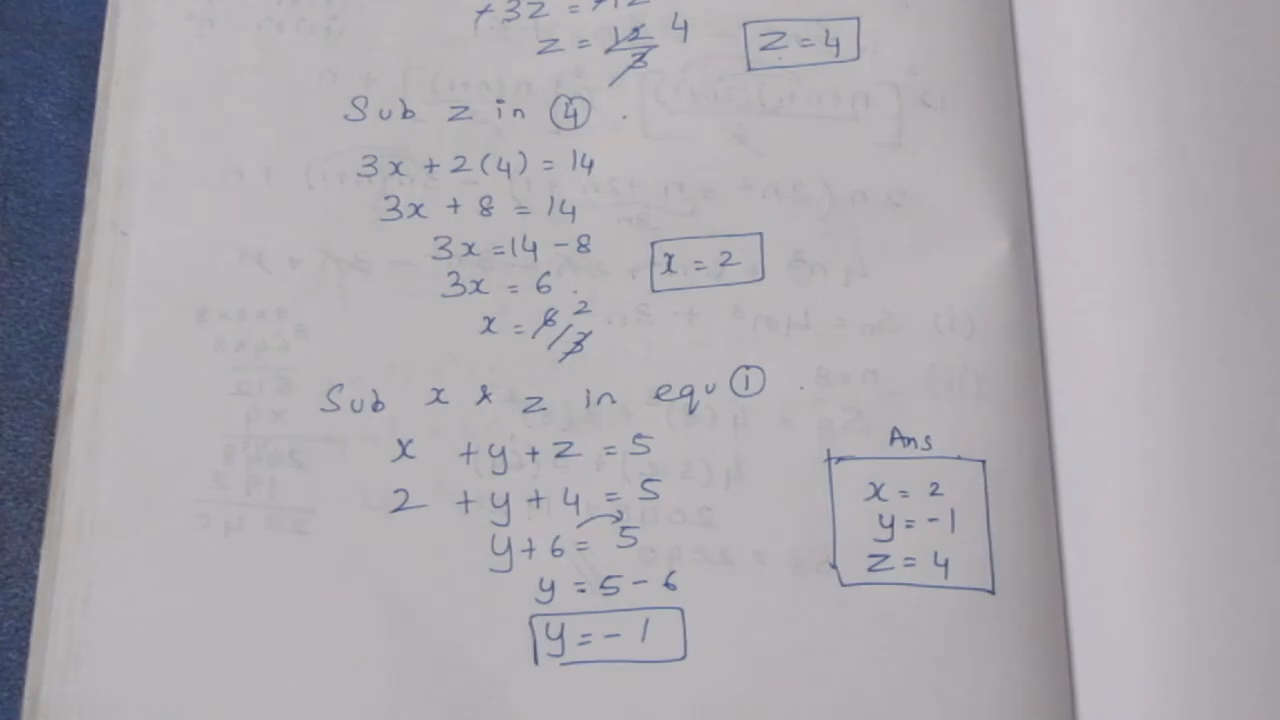 +3z = +12
z = 12/3 4
z = 4
Sub z in ④
3x + 2(4) = 14
3x + 8 = 14
3x = 14 - 8
3x = 6
x = 6/3 2
x = 2
Sub x & z in equ ①
x + y + z = 5
2 + y + 4 = 5
y + 6 = 5
y = 5 - 6
y = -1
Ans
x = 2
y = -1
z = 4